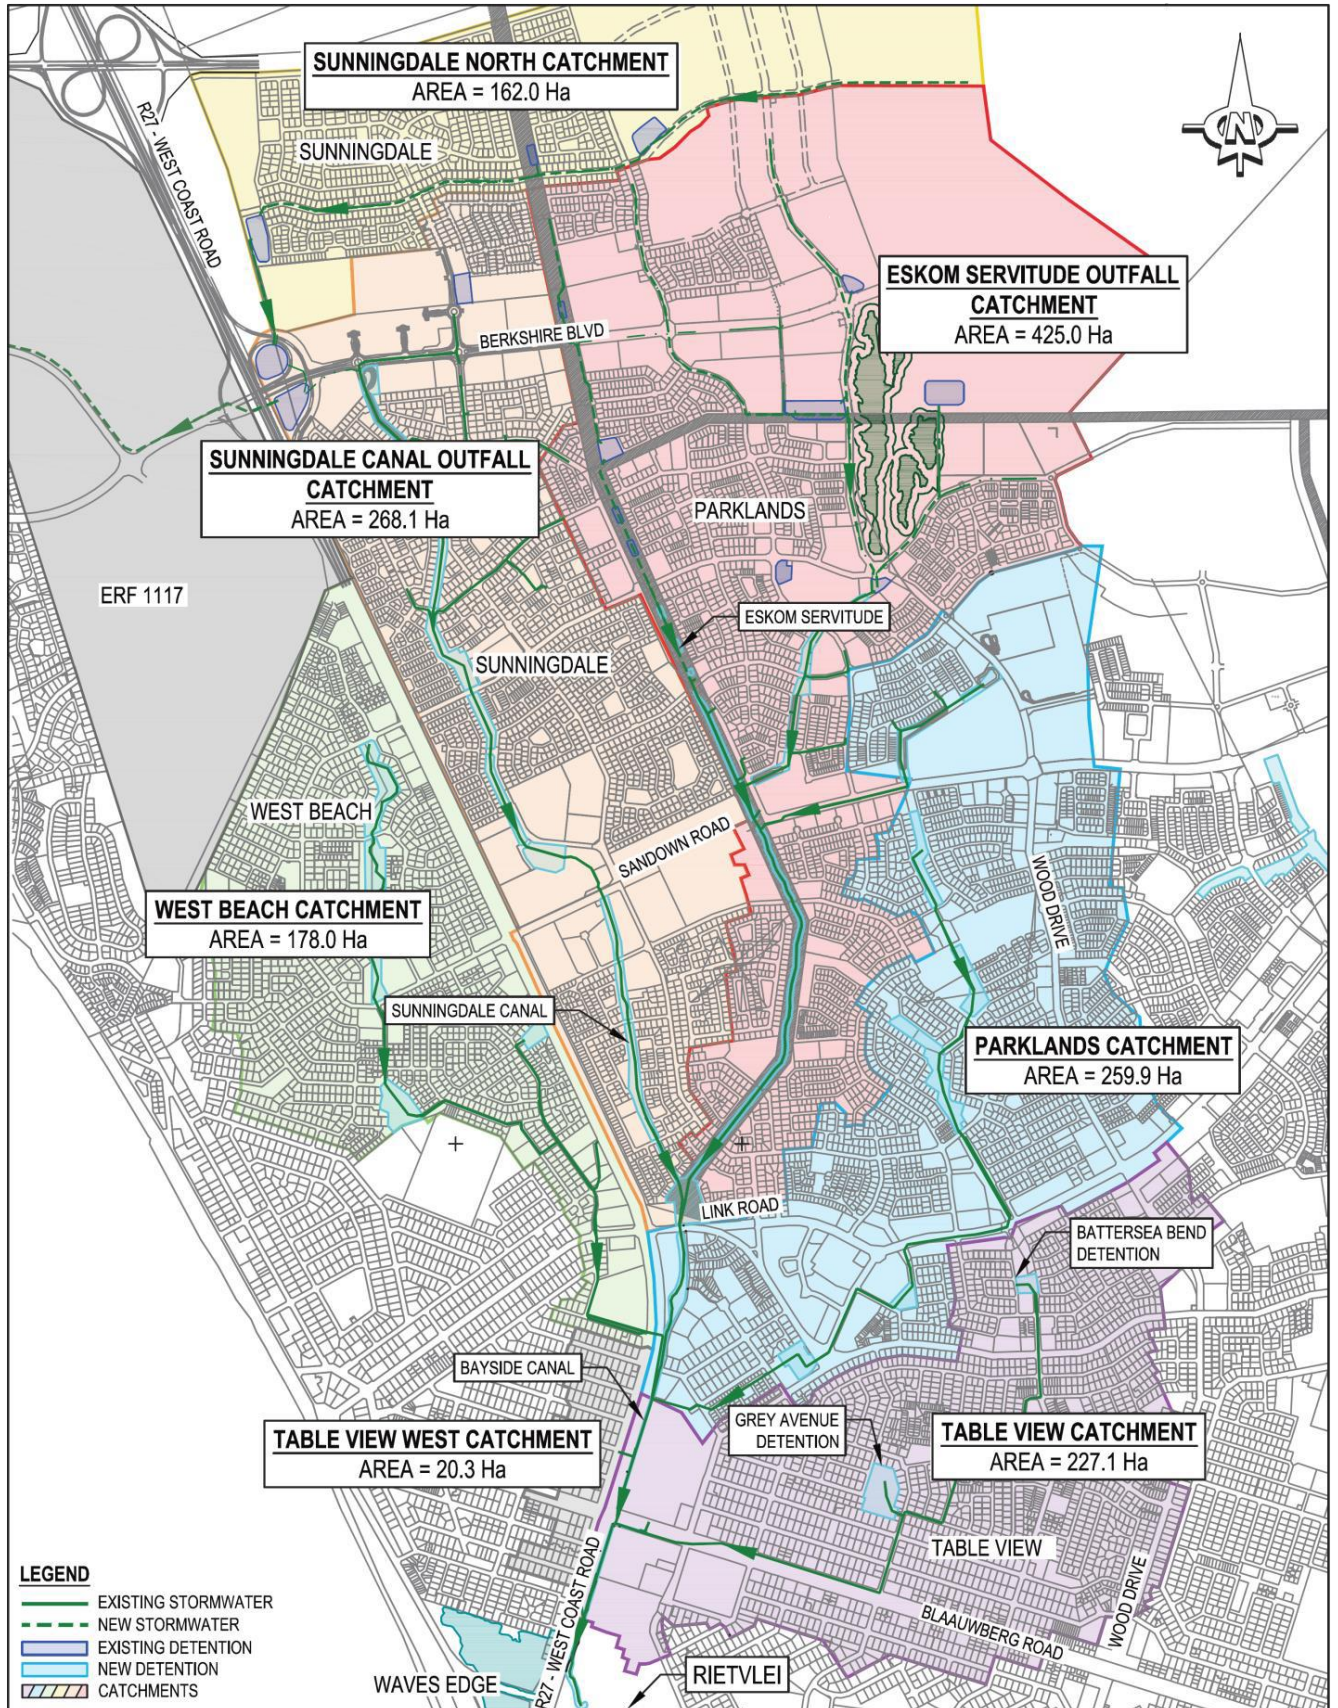 SUNNINGDALE NORTH CATCHMENT
AREA = 162.0 Ha
N
R27 - WEST COAST ROAD
SUNNINGDALE
ESKOM SERVITUDE OUTFALL
CATCHMENT
AREA = 425.0 Ha
BERKSHIRE BLVD
SUNNINGDALE CANAL OUTFALL
CATCHMENT
AREA = 268.1 Ha
PARKLANDS
ERF 1117
ESKOM SERVITUDE
SUNNINGDALE
WEST BEACH
SANDOWN ROAD
WOOD DRIVE
WEST BEACH CATCHMENT
AREA = 178.0 Ha
SUNNINGDALE CANAL
PARKLANDS CATCHMENT
AREA = 259.9 Ha
LINK ROAD
BATTERSEA BEND
DETENTION
BAYSIDE CANAL
GREY AVENUE
DETENTION
TABLE VIEW WEST CATCHMENT
AREA = 20.3 Ha
TABLE VIEW CATCHMENT
AREA = 227.1 Ha
TABLE VIEW
BLAAUWBERG ROAD
WOOD DRIVE
R27 - WEST COAST ROAD
WAVES EDGE
RIETVLEI
LEGEND
EXISTING STORMWATER
NEW STORMWATER
EXISTING DETENTION
NEW DETENTION
CATCHMENTS